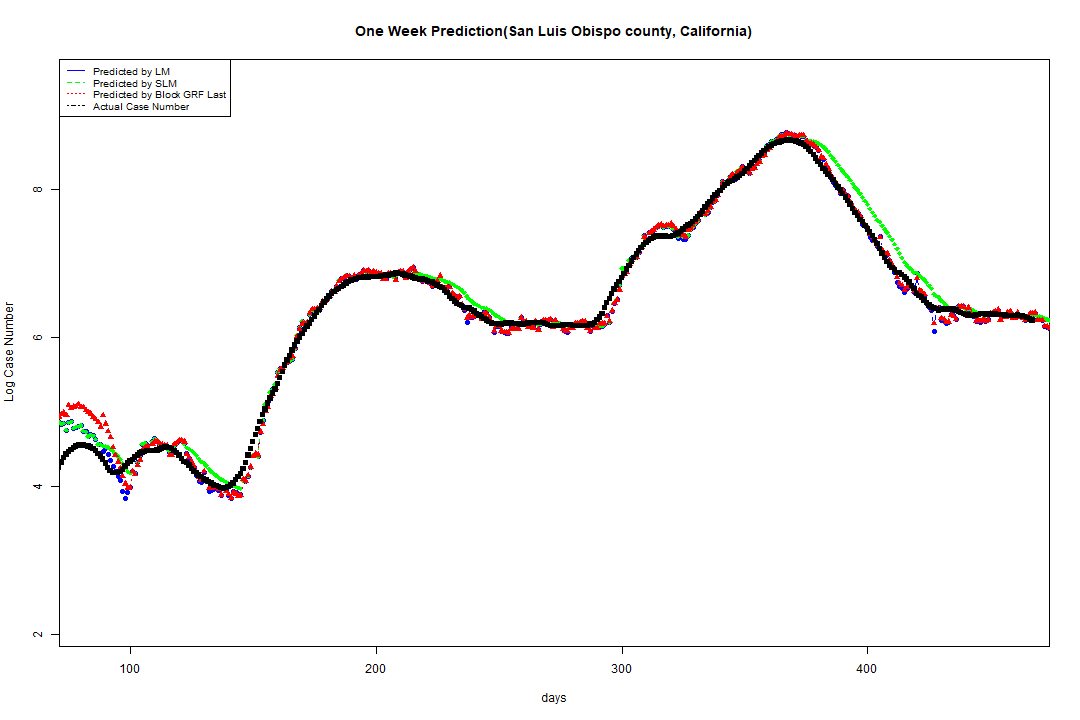 One Week Prediction(San Luis Obispo county, California)
Predicted by LM
Predicted by SLM
Predicted by Block GRF Last
Actual Case Number
8
6
4
2
Log Case Number
100 200 300 400
days